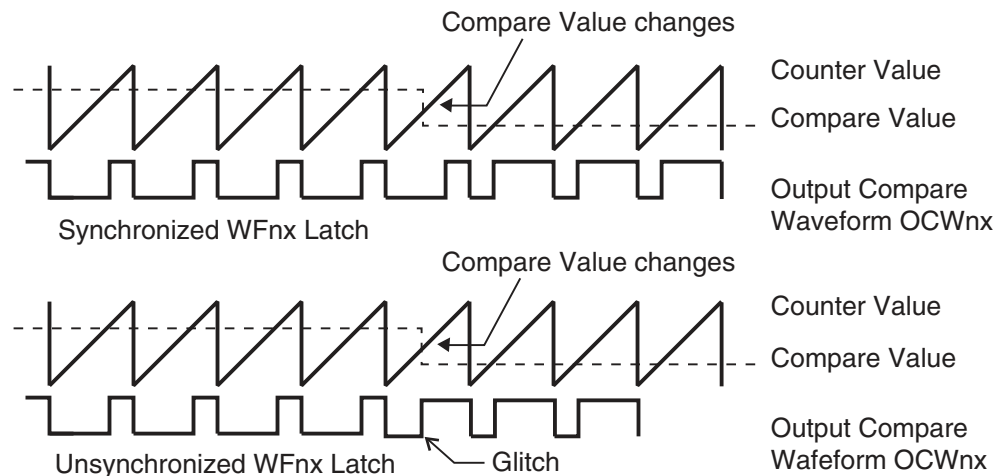 Compare Value changes
Counter Value
Compare Value
Output Compare
Waveform OCWnx
Synchronized WFnx Latch
Compare Value changes
Counter Value
Compare Value
Output Compare
Wafeform OCWnx
Unsynchronized WFnx Latch
Glitch